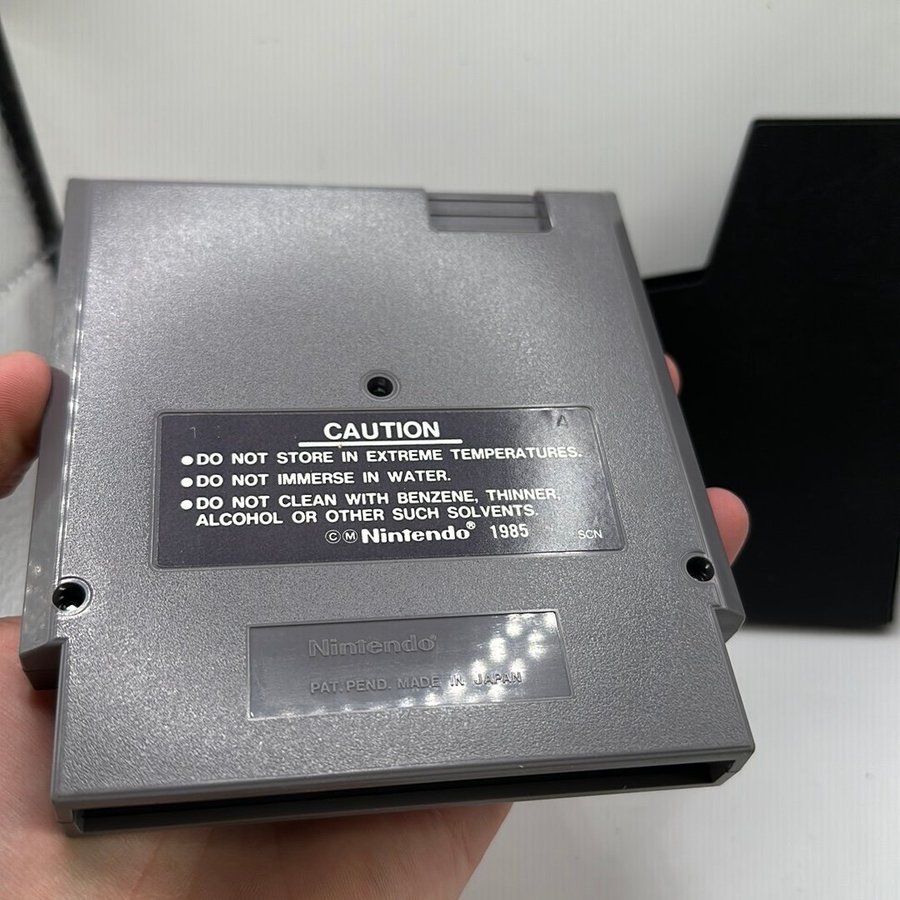 1 A
CAUTION
●DO NOT STORE IN EXTREME TEMPERATURES.
●DO NOT IMMERSE IN WATER.
●DO NOT CLEAN WITH BENZENE, THINNER,
ALCOHOL OR OTHER SUCH SOLVENTS.
©Ⓜ Nintendo® 1985 SCN
Nintendo®
PAT. PEND. MADE IN JAPAN